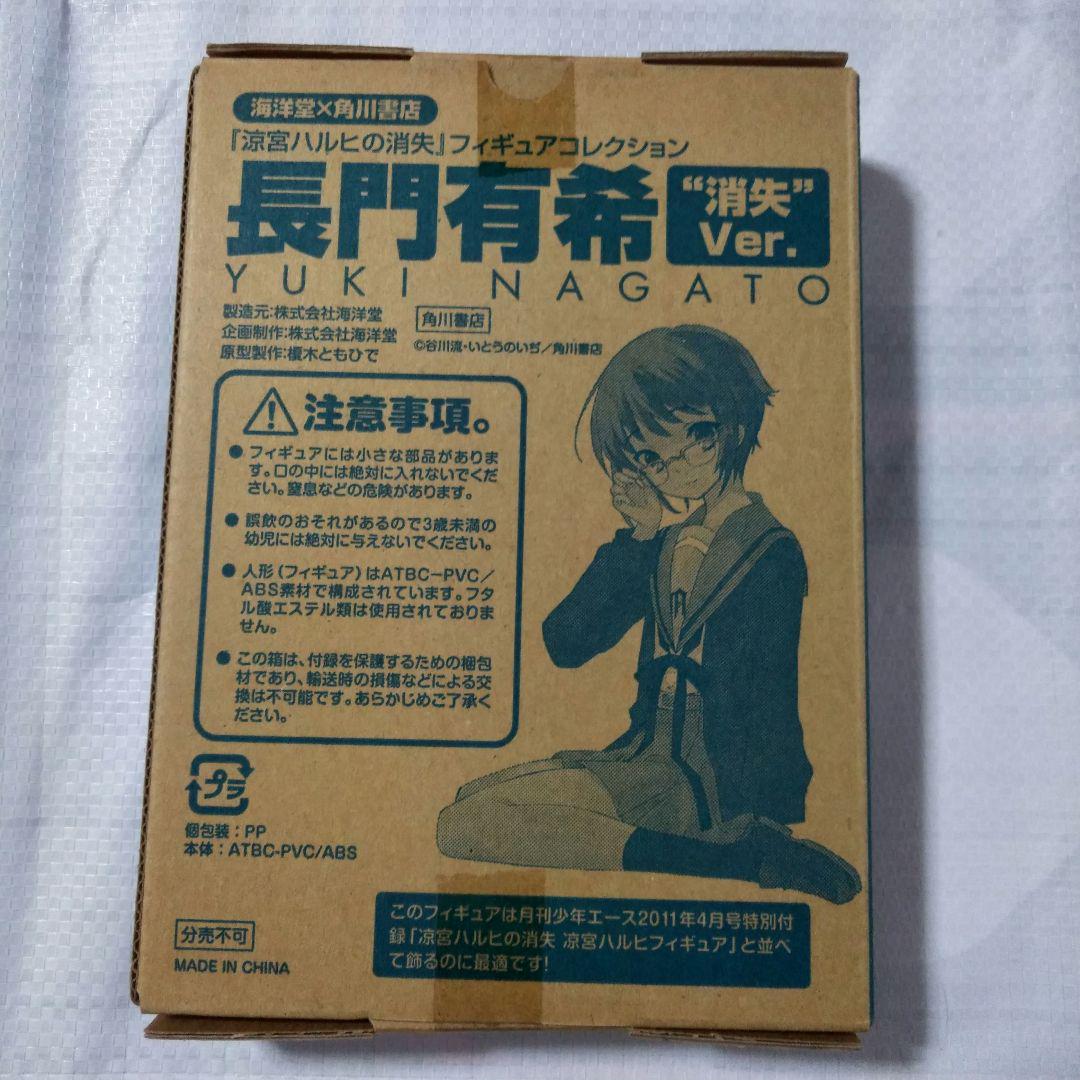 海洋堂×角川書店
『涼宮ハルヒの消失』フィギュアコレクション
長門有希
“消失”
Ver.
YUKI NAGATO
製造元:株式会社海洋堂
企画制作:株式会社海洋堂
原型製作:榎木ともひで
角川書店
©谷川流・いとうのいぢ／角川書店
注意事項。
● フィギュアには小さな部品がありま
す。口の中には絶対に入れないでくだ
さい。窒息などの危険があります。
● 誤飲のおそれがあるので3歳未満の
幼児には絶対に与えないでください。
● 人形（フィギュア）はATBC－PVC／
ABS素材で構成されています。フタ
ル酸エステル類は使用されておりま
せん。
● この箱は、付録を保護するための梱包
材であり、輸送時の損傷などによる交
換は不可能です。あらかじめご了承く
ださい。
プラ
個包装：PP
本体：ATBC-PVC/ABS
分売不可
MADE IN CHINA
このフィギュアは月刊少年エース2011年4月号特別付
録「涼宮ハルヒの消失 涼宮ハルヒフィギュア」と並べ
て飾るのに最適です!